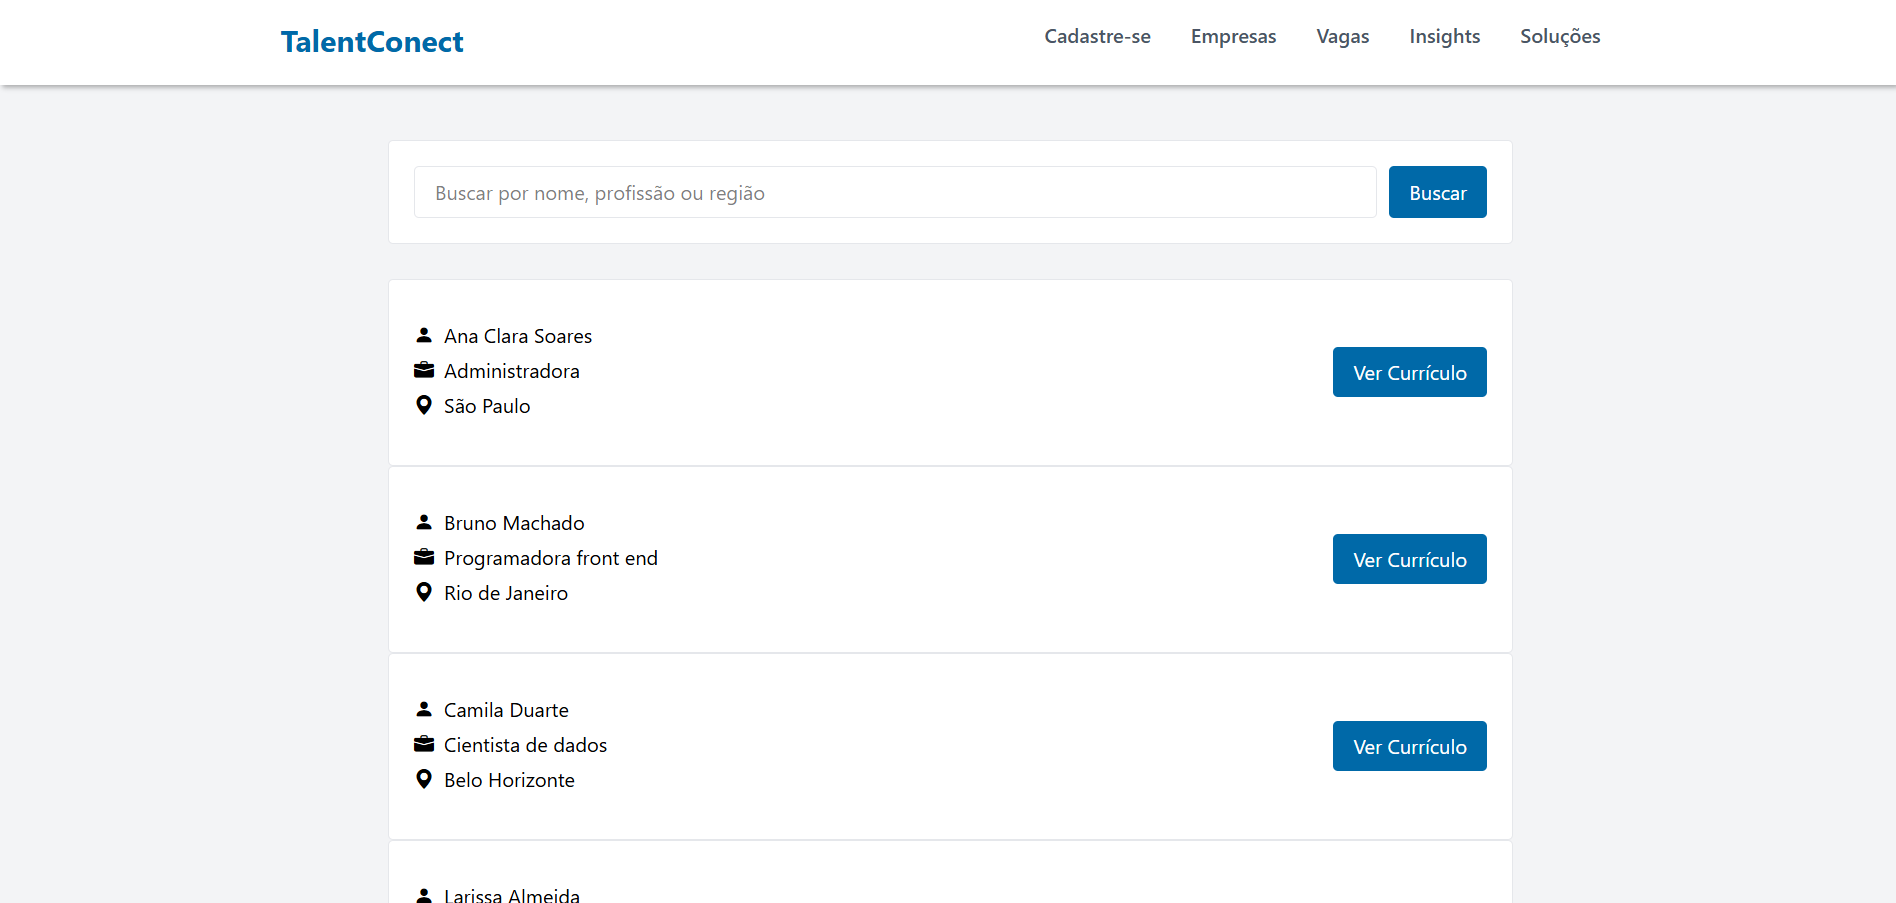 TalentConect
Cadastre-se Empresas Vagas Insights Soluções
Buscar por nome, profissão ou região
Buscar
Ana Clara Soares
Administradora
São Paulo
Ver Currículo
Bruno Machado
Programadora front end
Rio de Janeiro
Ver Currículo
Camila Duarte
Cientista de dados
Belo Horizonte
Ver Currículo
Larissa Almeida